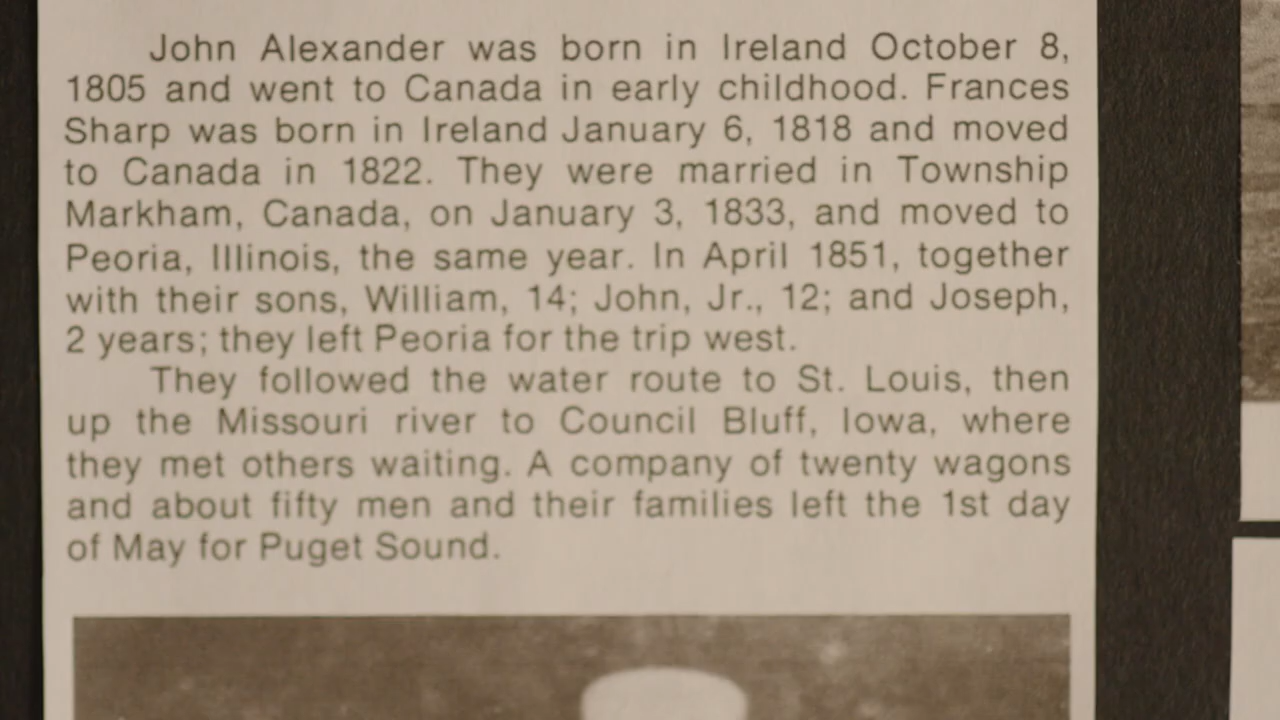 John Alexander was born in Ireland October 8,
1805 and went to Canada in early childhood. Frances
Sharp was born in Ireland January 6, 1818 and moved
to Canada in 1822. They were married in Township
Markham, Canada, on January 3, 1833, and moved to
Peoria, Illinois, the same year. In April 1851, together
with their sons, William, 14; John, Jr., 12; and Joseph,
2 years; they left Peoria for the trip west.
They followed the water route to St. Louis, then
up the Missouri river to Council Bluff, Iowa, where
they met others waiting. A company of twenty wagons
and about fifty men and their families left the 1st day
of May for Puget Sound.